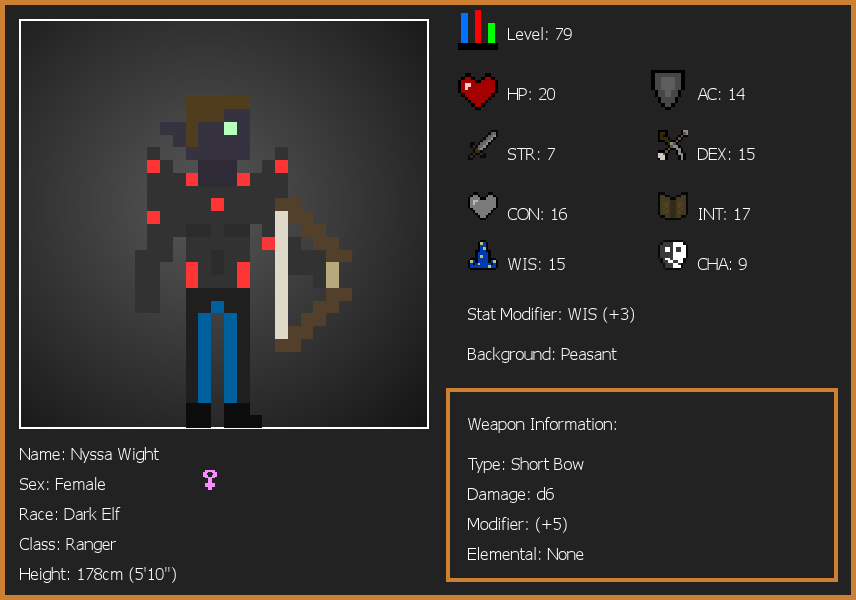 Level: 79
HP: 20
AC: 14
STR: 7
DEX: 15
CON: 16
INT: 17
WIS: 15
CHA: 9
Stat Modifier: WIS (+3)
Background: Peasant
Weapon Information:
Type: Short Bow
Damage: d6
Modifier: (+5)
Elemental: None
Name: Nyssa Wight
Sex: Female
Race: Dark Elf
Class: Ranger
Height: 178cm (5'10")